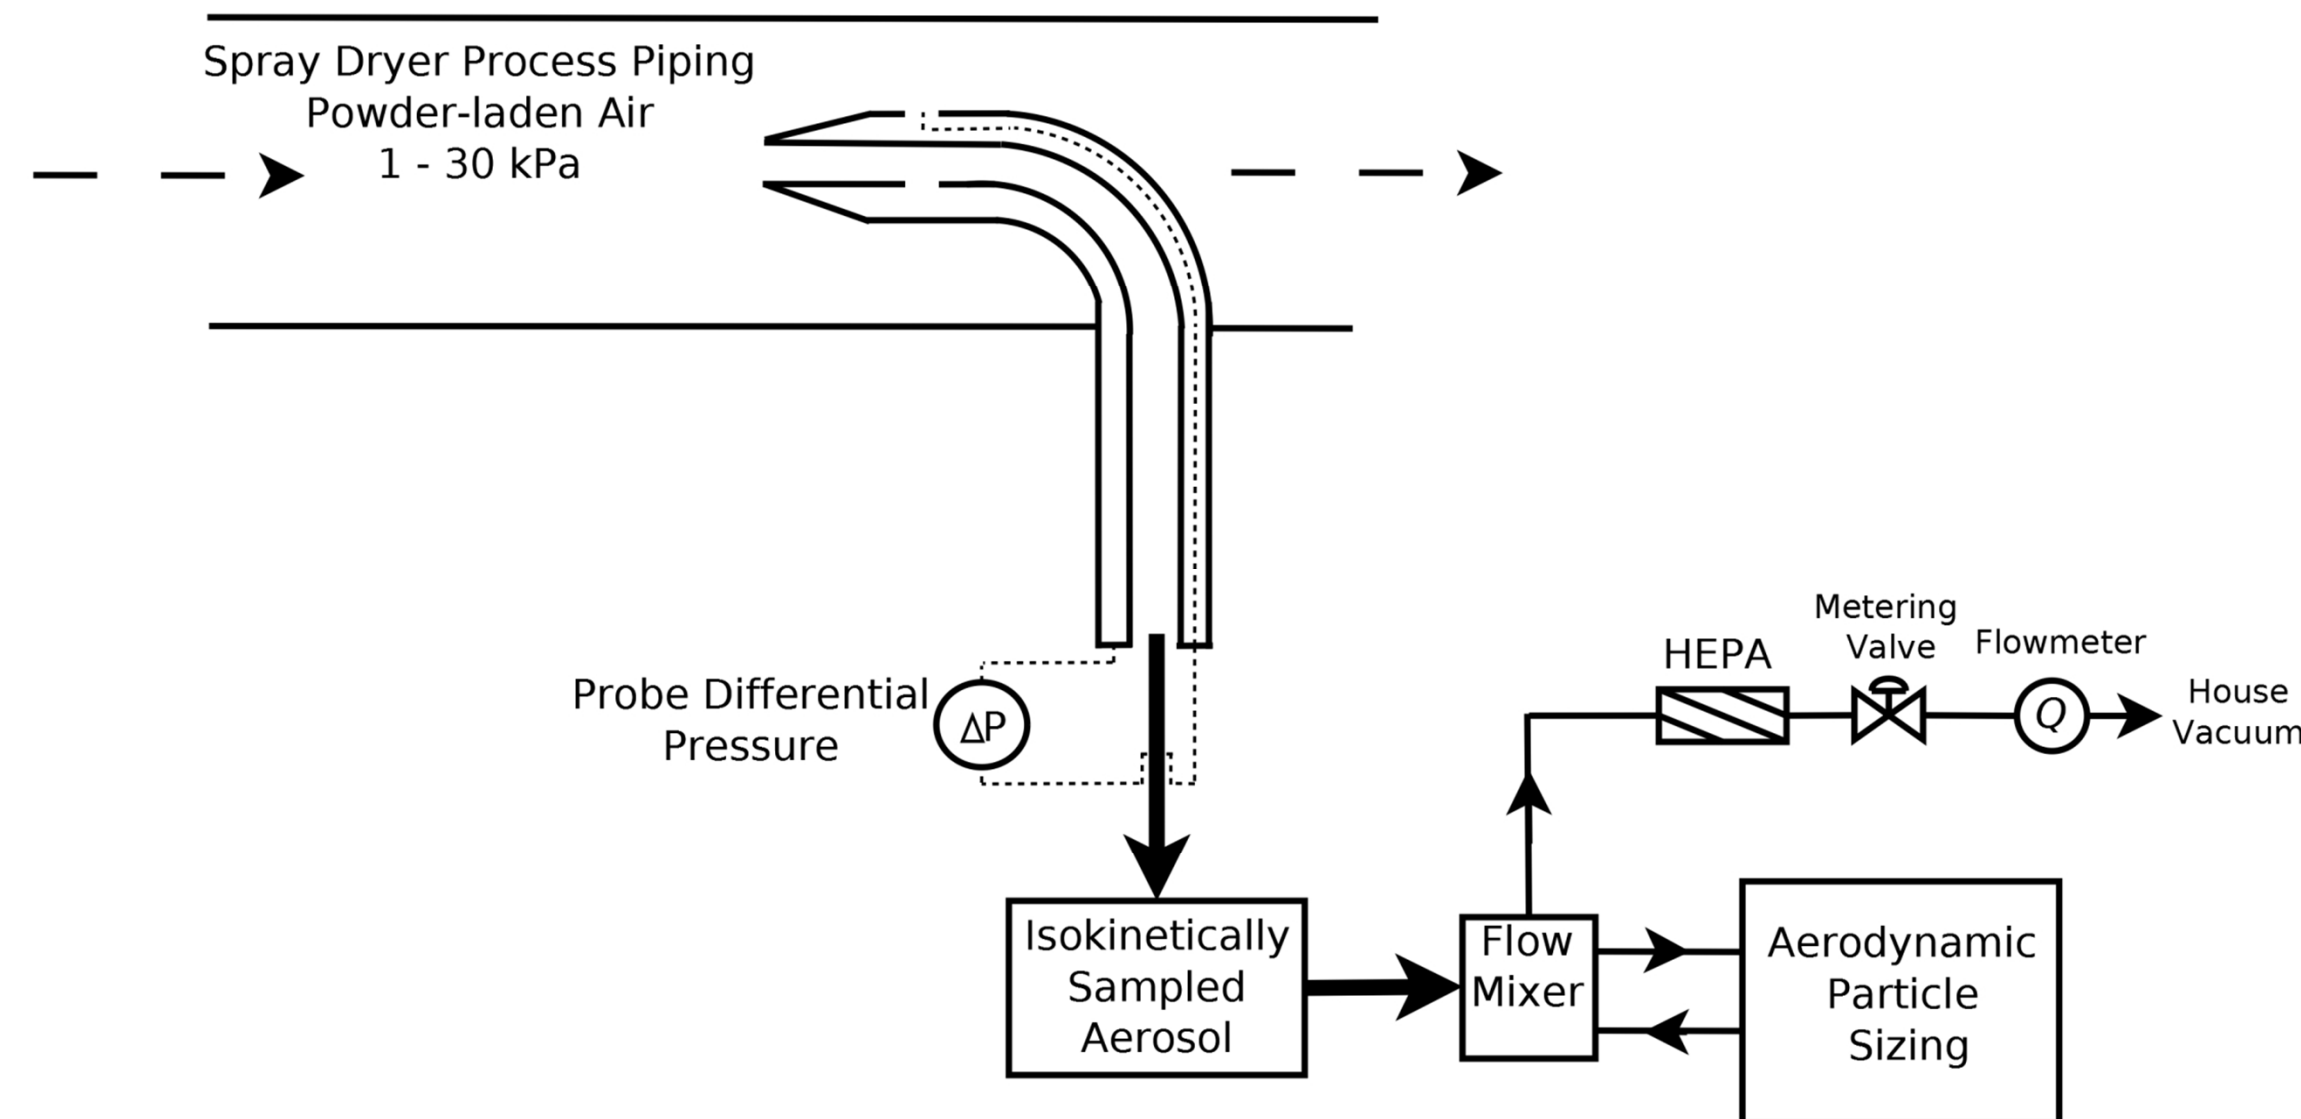 Spray Dryer Process Piping
Powder-laden Air
1 - 30 kPa
Probe Differential
Pressure
ΔP
HEPA
Metering
Valve
Flowmeter
Q
House
Vacuum
Isokinetically
Sampled
Aerosol
Flow
Mixer
Aerodynamic
Particle
Sizing